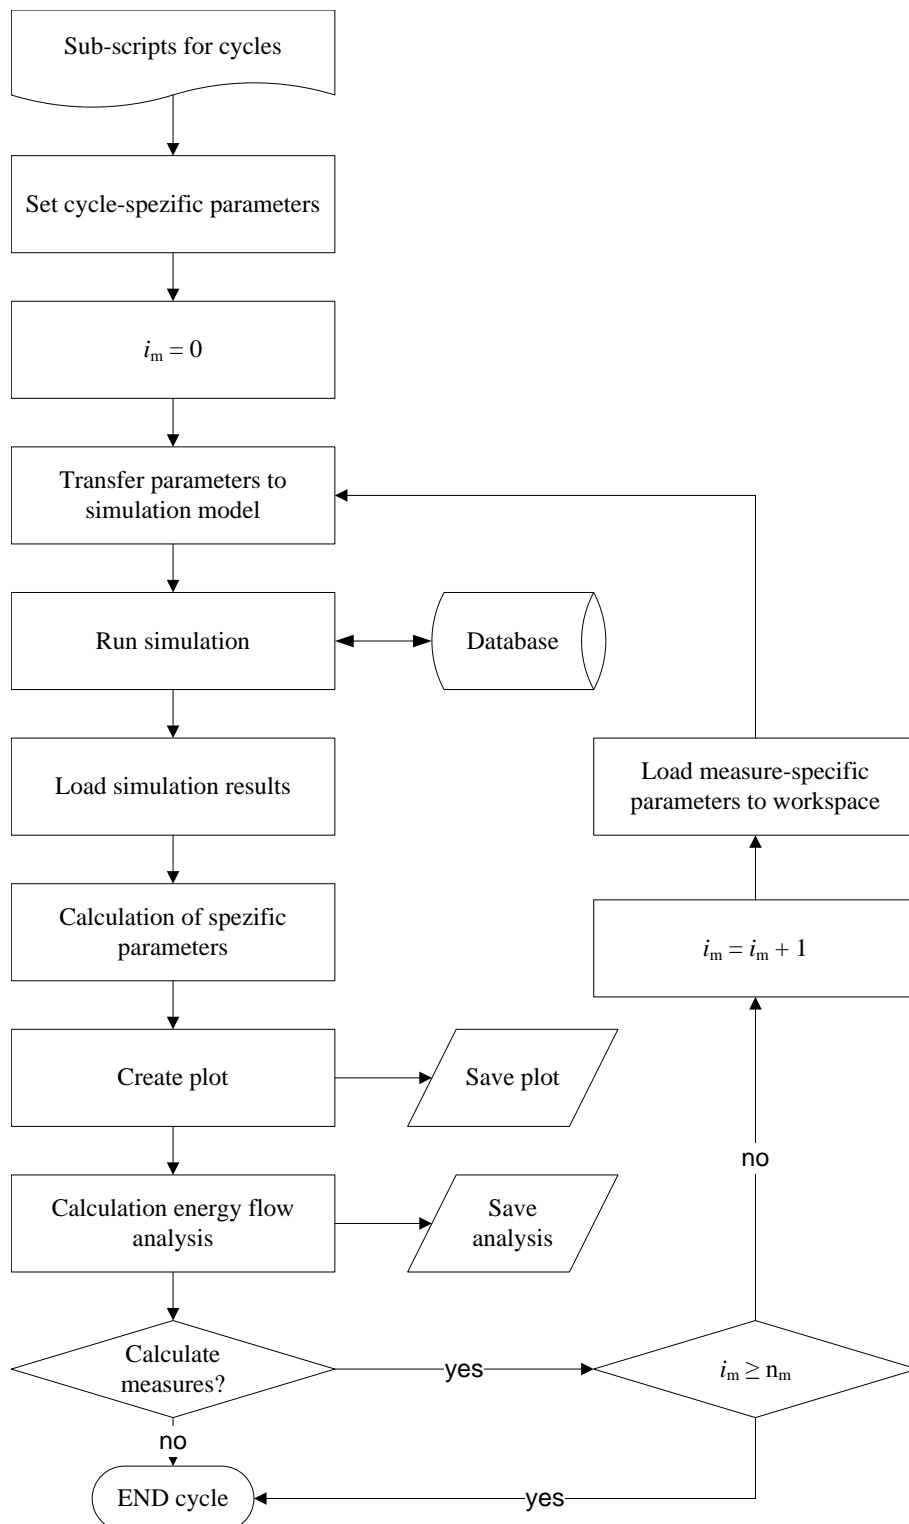 Sub-scripts for cycles
Set cycle-spezific parameters
iₘ = 0
Transfer parameters to
simulation model
Run simulation
Database
Load simulation results
Load measure-specific
parameters to workspace
Calculation of spezific
parameters
iₘ = iₘ + 1
Create plot
Save plot
no
Calculation energy flow
analysis
Save
analysis
Calculate
measures?
yes
iₘ ≥ nₘ
no
END cycle
yes